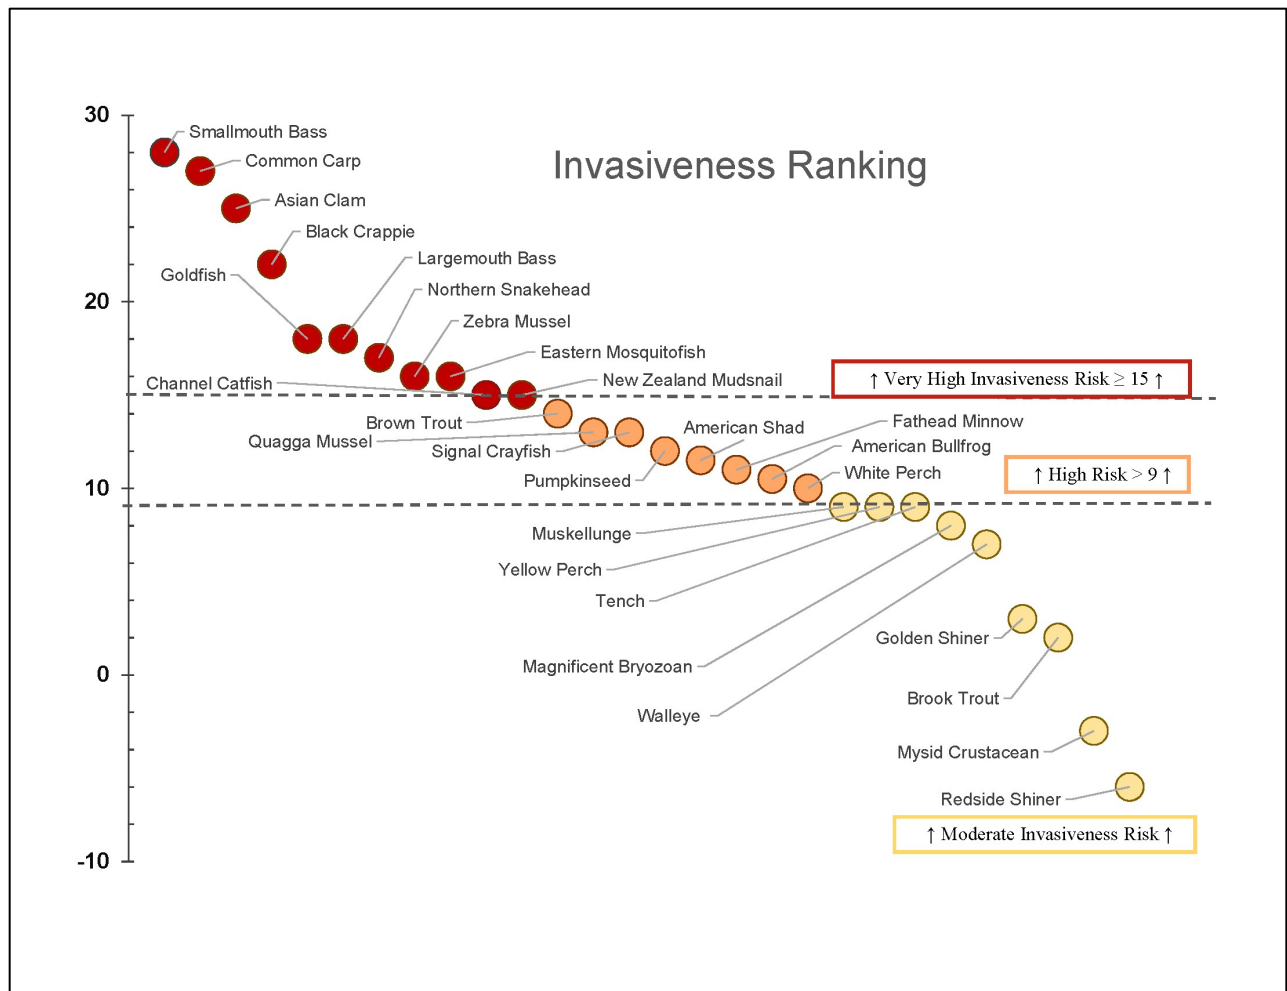 30
Smallmouth Bass
Invasiveness Ranking
Common Carp
Asian Clam
Black Crappie
Largemouth Bass
Goldfish
Northern Snakehead
20
Zebra Mussel
Eastern Mosquitofish
Channel Catfish
New Zealand Mudsnail
↑ Very High Invasiveness Risk ≥ 15 ↑
Brown Trout
Fathead Minnow
American Shad
Quagga Mussel
Signal Crayfish
American Bullfrog
Pumpkinseed
White Perch
↑ High Risk > 9 ↑
10
Muskellunge
Yellow Perch
Tench
Golden Shiner
Magnificent Bryozoan
0
Brook Trout
Walleye
Mysid Crustacean
Redside Shiner
↑ Moderate Invasiveness Risk ↑
-10